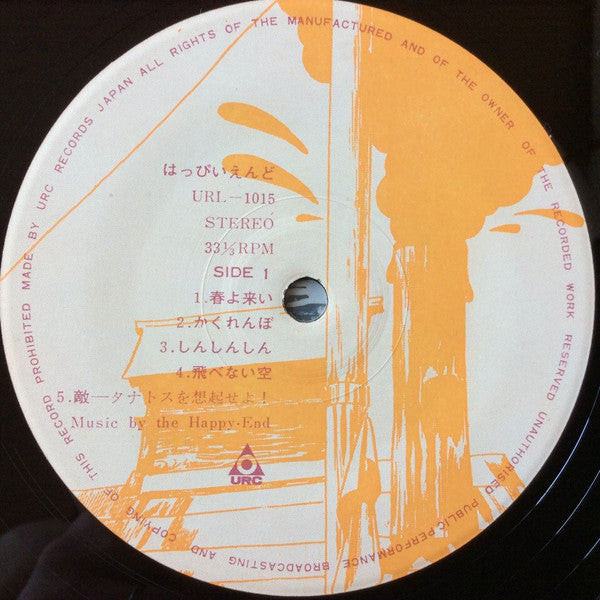 はっぴいえんど
URL-1015
STEREO
33⅓RPM
SIDE 1
1.春よ来い
2.かくれんぼ
3.しんしんしん
4.飛べない空
5.敵—タナトスを想起せよ!
Music by the Happy-End
URC
MADE BY URC RECORDS JAPAN ALL RIGHTS OF THE MANUFACTURED AND OF THE OWNER OF THE RECORDED WORK RESERVED UNAUTHORISED PUBLIC PERFORMANCE BROADCASTING AND COPYING OF THIS RECORD PROHIBITED